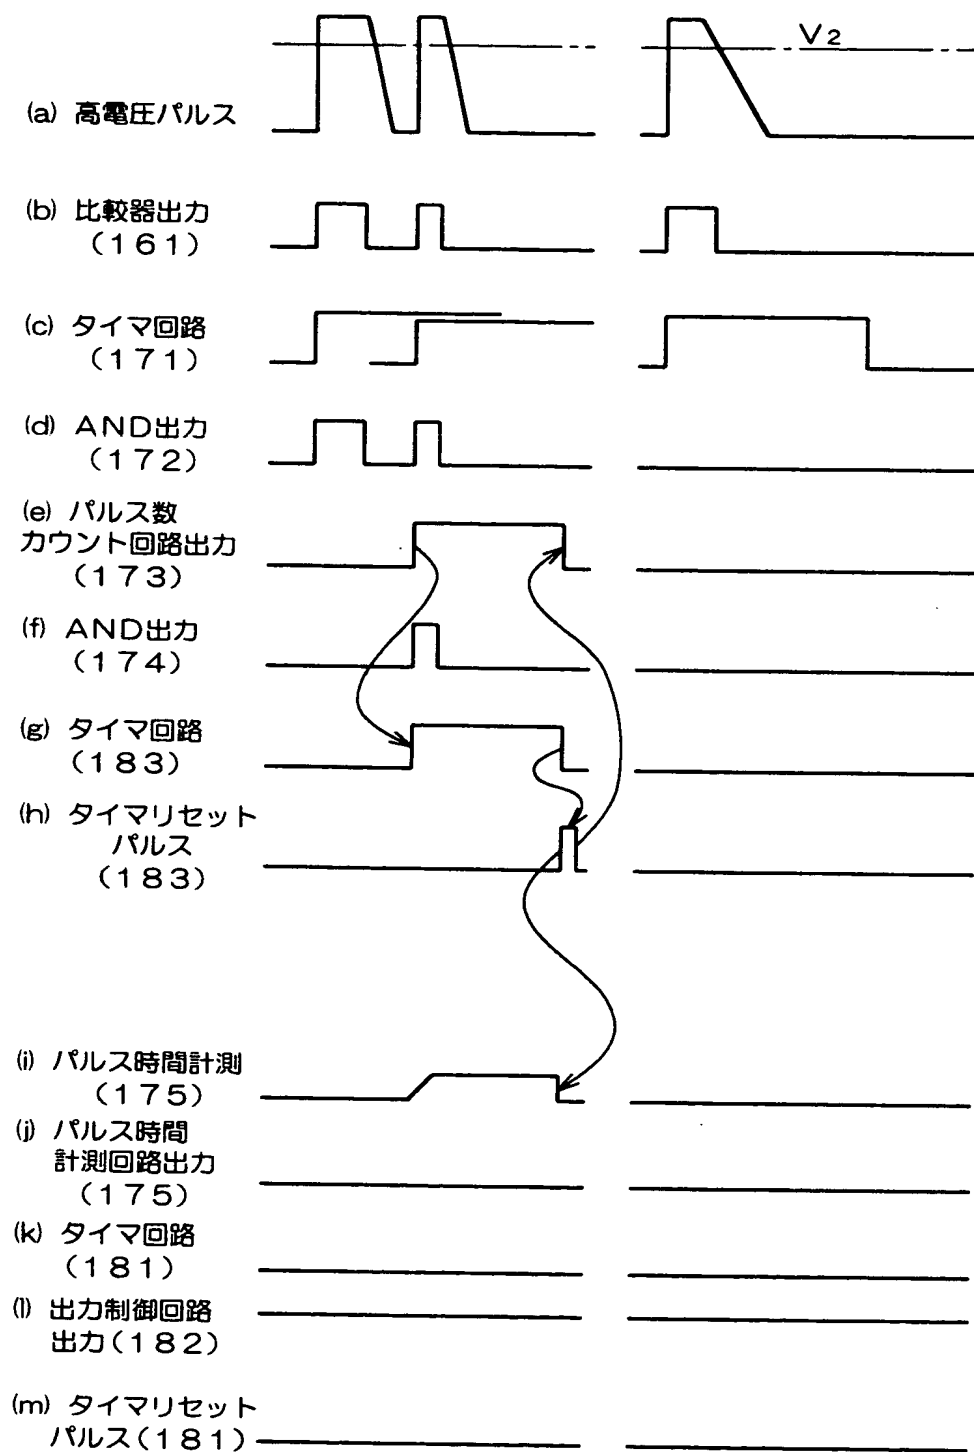 V2
(a) 高電圧パルス
(b) 比較器出力
(161)
(c) タイマ回路
(171)
(d) AND出力
(172)
(e) パルス数
カウント回路出力
(173)
(f) AND出力
(174)
(g) タイマ回路
(183)
(h) タイマリセット
パルス
(183)
(i) パルス時間計測
(175)
(j) パルス時間
計測回路出力
(175)
(k) タイマ回路
(181)
(l) 出力制御回路
出力(182)
(m) タイマリセット
パルス(181)